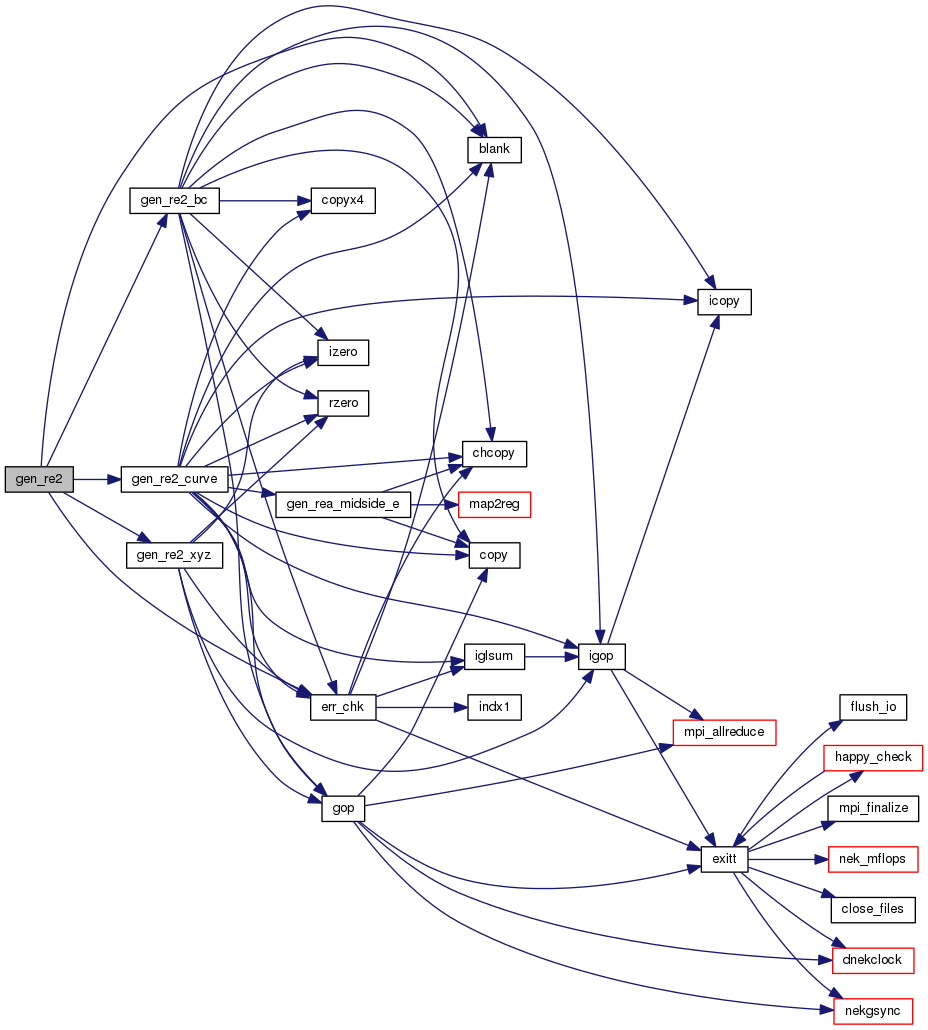 blank
gen_re2_bc
copyx4
icopy
izero
rzero
chcopy
gen_re2
gen_re2_curve
gen_rea_midside_e
map2reg
gen_re2_xyz
copy
iglsum
igop
err_chk
indx1
flush_io
mpi_allreduce
happy_check
gop
mpi_finalize
exitt
nek_mflops
close_files
dnekclock
nekgsync